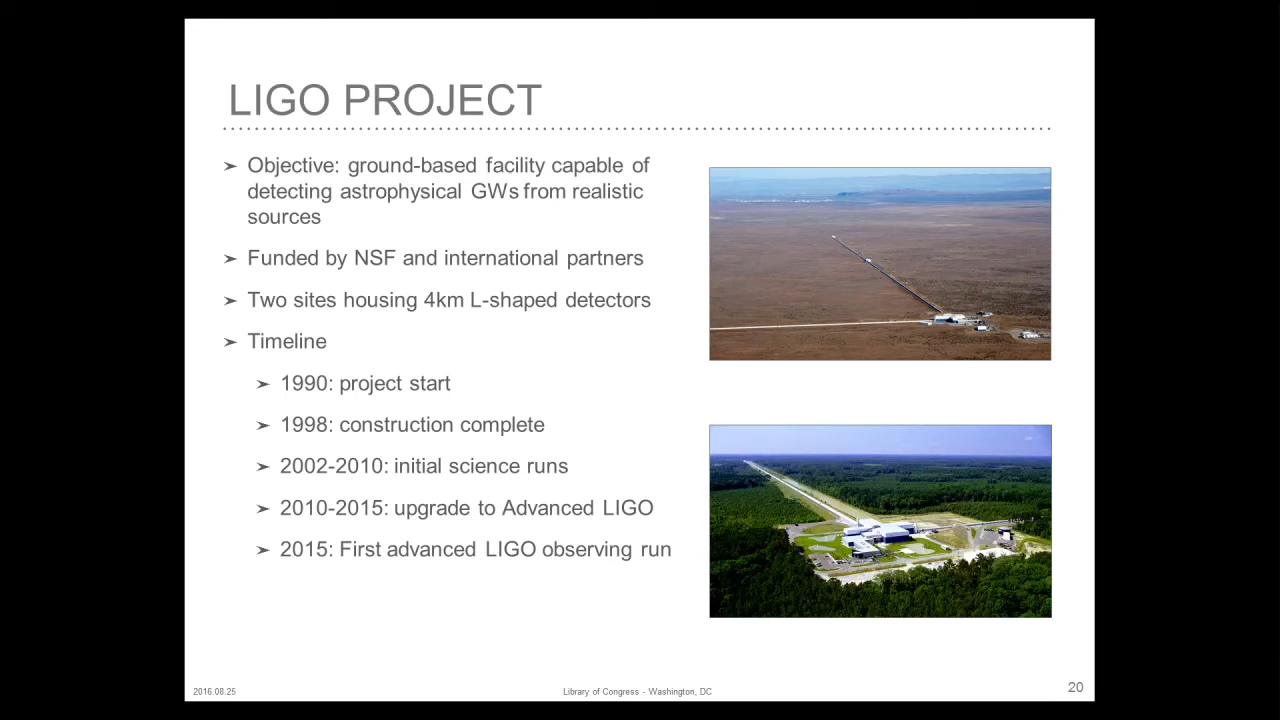 LIGO PROJECT
➢ Objective: ground-based facility capable of
detecting astrophysical GWs from realistic
sources
➢ Funded by NSF and international partners
➢ Two sites housing 4km L-shaped detectors
➢ Timeline
➢ 1990: project start
➢ 1998: construction complete
➢ 2002-2010: initial science runs
➢ 2010-2015: upgrade to Advanced LIGO
➢ 2015: First advanced LIGO observing run
2016.08.25
Library of Congress - Washington, DC
20